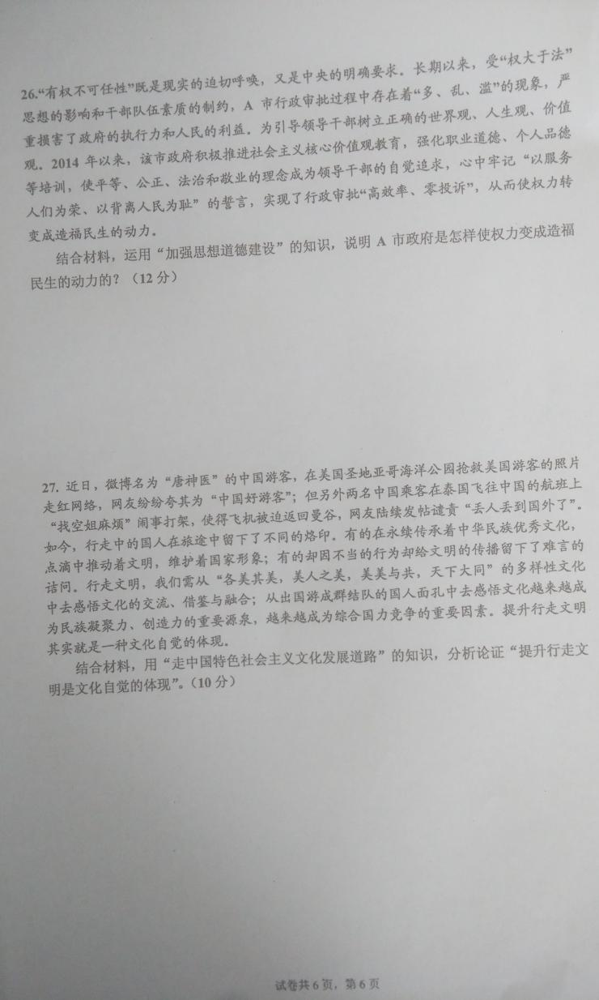 26.“有权不可任性”既是现实的迫切呼唤，又是中央的明确要求。长期以来，受“权大于法”
思想的影响和干部队伍素质的制约，A 市行政审批过程中存在着“多、乱、滥”的现象，严
重损害了政府的执行力和人民的利益。为引导领导干部树立正确的世界观、人生观、价值
观。2014 年以来，该市政府积极推进社会主义核心价值观教育，强化职业道德、个人品德
等培训，使平等、公正、法治和敬业的理念成为领导干部的自觉追求，心中牢记“以服务
人们为荣、以背离人民为耻”的誓言，实现了行政审批“高效率、零投诉”，从而使权力转
变成造福民生的动力。
结合材料，运用“加强思想道德建设”的知识，说明 A 市政府是怎样使权力变成造福
民生的动力的？（12 分）
27. 近日，微博名为“唐神医”的中国游客，在美国圣地亚哥海洋公园抢救美国游客的照片
走红网络，网友纷纷夸其为“中国好游客”；但另外两名中国乘客在泰国飞往中国的航班上
“找空姐麻烦”闹事打架，使得飞机被迫返回曼谷，网友陆续发帖谴责“丢人丢到国外了”。
如今，行走中的国人在旅途中留下了不同的烙印。有的在永续传承着中华民族优秀文化，
点滴中推动着文明，维护着国家形象；有的却因不当的行为却给文明的传播留下了难言的
诘问。行走文明，我们需从“各美其美，美人之美，美美与共，天下大同”的多样性文化
中去感悟文化的交流、借鉴与融合；从出国游成群结队的国人面孔中去感悟文化越来越成
为民族凝聚力、创造力的重要源泉，越来越成为综合国力竞争的重要因素。提升行走文明
其实就是一种文化自觉的体现。
结合材料，用“走中国特色社会主义文化发展道路”的知识，分析论证“提升行走文
明是文化自觉的体现”。（10 分）
试卷共 6 页，第 6 页